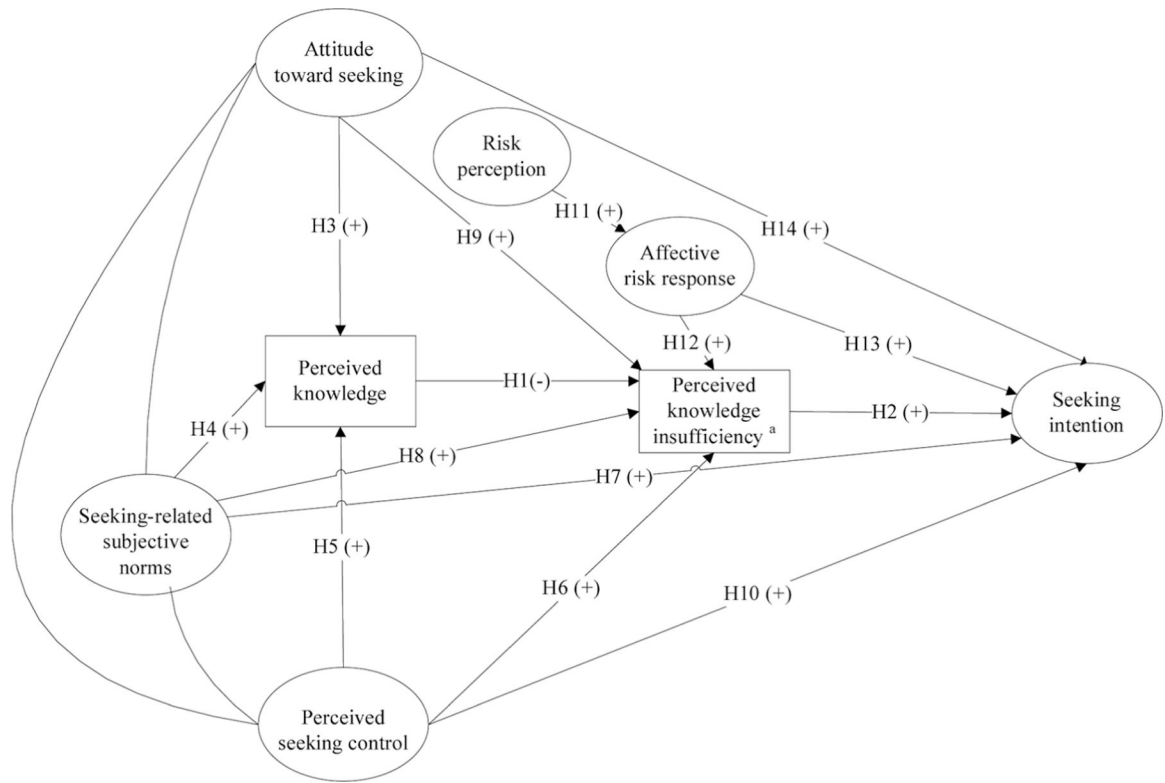 Attitude
toward seeking
Risk
perception
H11 (+)
H3 (+)
H9 (+)
H14 (+)
Affective
risk response
H12 (+)
H13 (+)
Perceived
knowledge
H1(-)
Perceived
knowledge
insufficiency a
H2 (+)
Seeking
intention
H4 (+)
H8 (+)
H7 (+)
Seeking-related
subjective
norms
H5 (+)
H6 (+)
H10 (+)
Perceived
seeking control